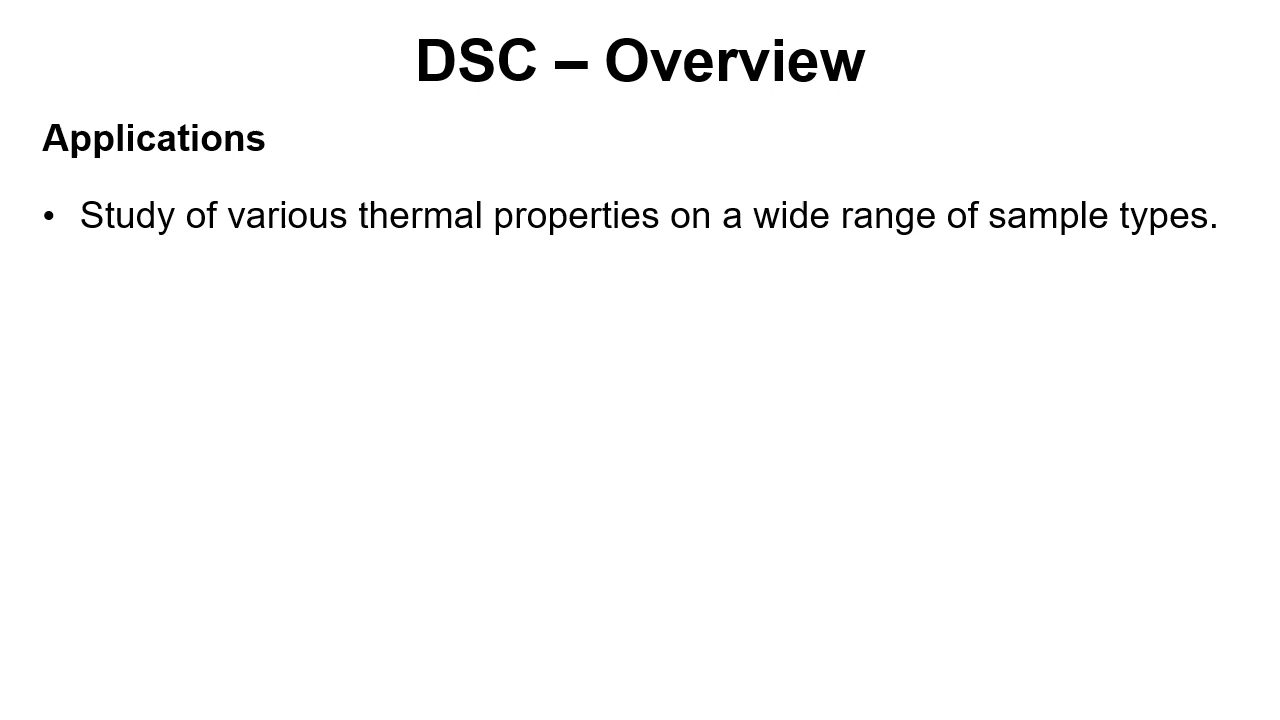 DSC – Overview
Applications
• Study of various thermal properties on a wide range of sample types.